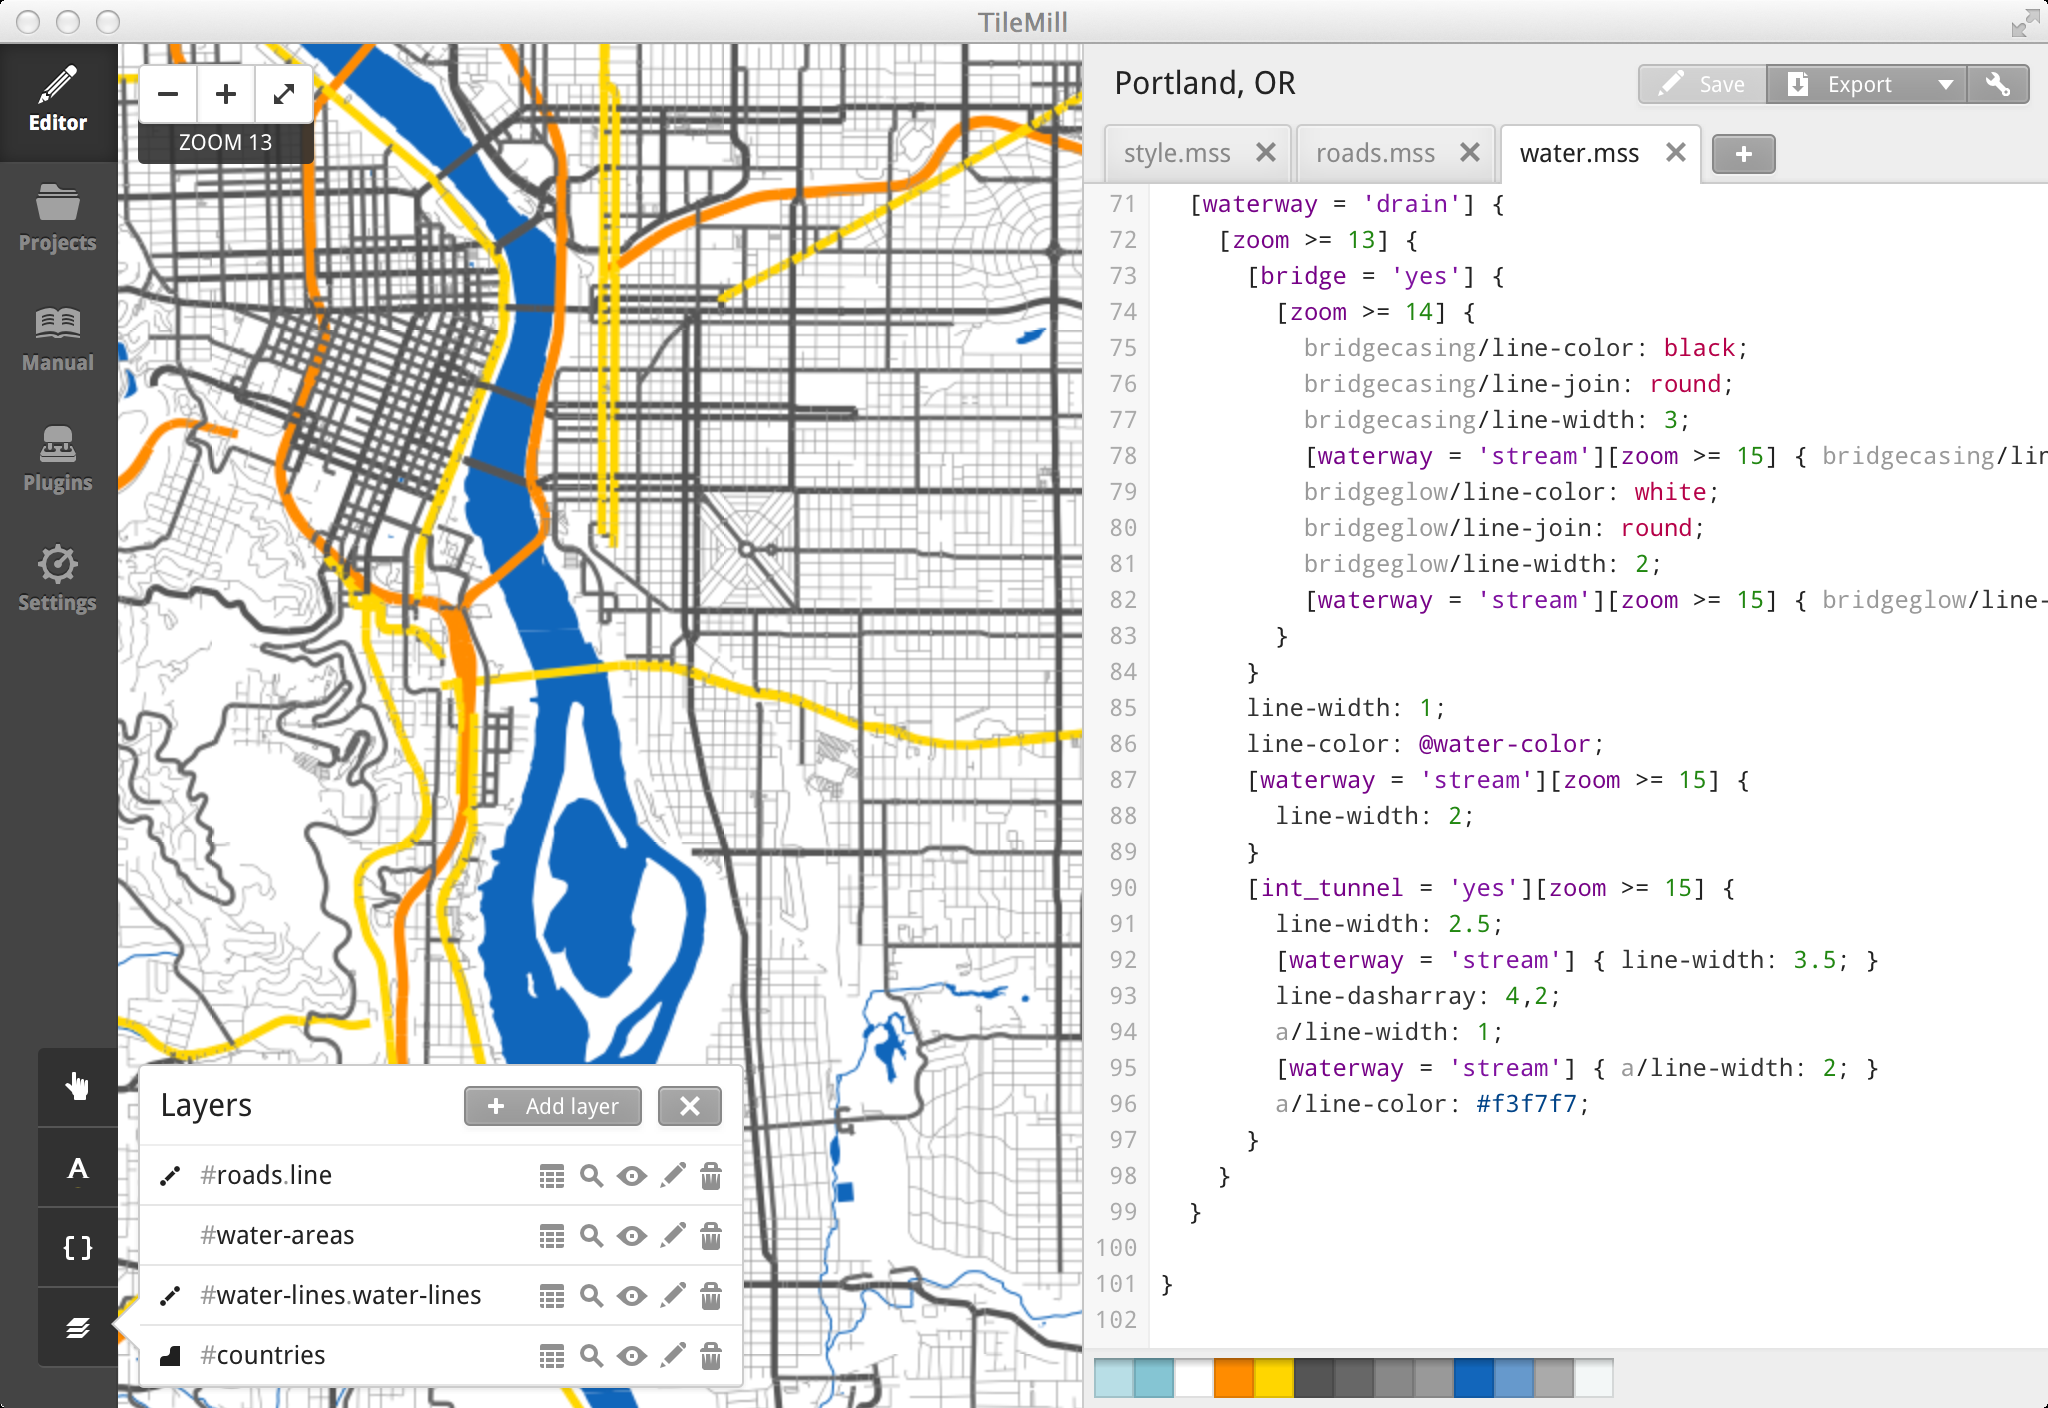 TileMill
Editor
Projects
Manual
Plugins
Settings
ZOOM 13
Portland, OR
Save
Export
style.mss
roads.mss
water.mss
71 [waterway = 'drain'] {
72 [zoom >= 13] {
73 [bridge = 'yes'] {
74 [zoom >= 14] {
75 bridgecasing/line-color: black;
76 bridgecasing/line-join: round;
77 bridgecasing/line-width: 3;
78 [waterway = 'stream'][zoom >= 15] { bridgecasing/lin
79 bridgeglow/line-color: white;
80 bridgeglow/line-join: round;
81 bridgeglow/line-width: 2;
82 [waterway = 'stream'][zoom >= 15] { bridgeglow/line-
83 }
84 }
85 line-width: 1;
86 line-color: @water-color;
87 [waterway = 'stream'][zoom >= 15] {
88 line-width: 2;
89 }
90 [int_tunnel = 'yes'][zoom >= 15] {
91 line-width: 2.5;
92 [waterway = 'stream'] { line-width: 3.5; }
93 line-dasharray: 4,2;
94 a/line-width: 1;
95 [waterway = 'stream'] { a/line-width: 2; }
96 a/line-color: #f3f7f7;
97 }
98 }
99 }
100
101 }
102
A
{ }
Layers
+ Add layer
#roads.line
#water-areas
#water-lines.water-lines
#countries